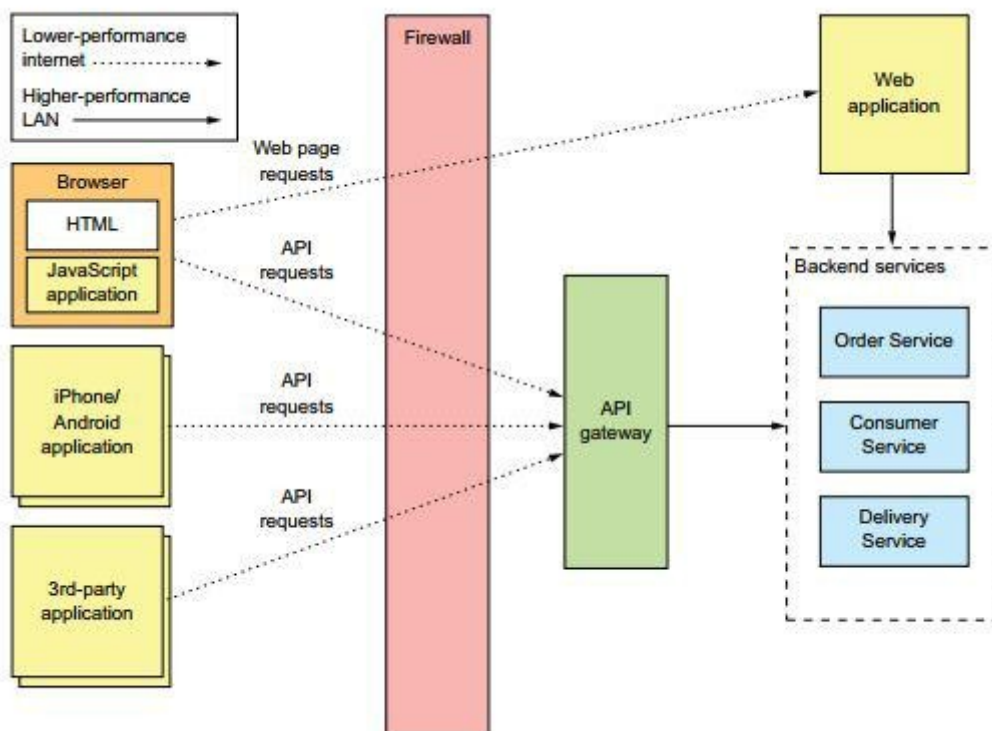 Lower-performance
internet
Higher-performance
LAN
Firewall
Web
application
Web page
requests
Browser
HTML
JavaScript
application
API
requests
Backend services
Order Service
Consumer
Service
Delivery
Service
iPhone/
Android
application
API
requests
API
gateway
3rd-party
application
API
requests